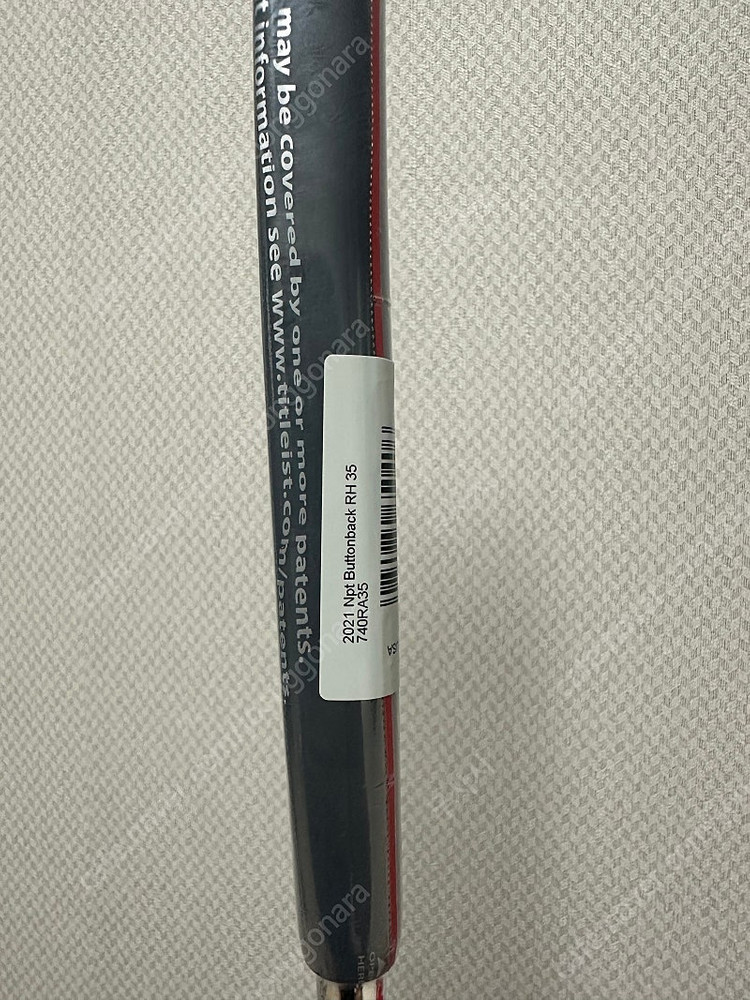 may be covered by one or more patents.
t information see www.titleist.com/patents.
2021 Npt Buttonback RH 35
740RA35
USA